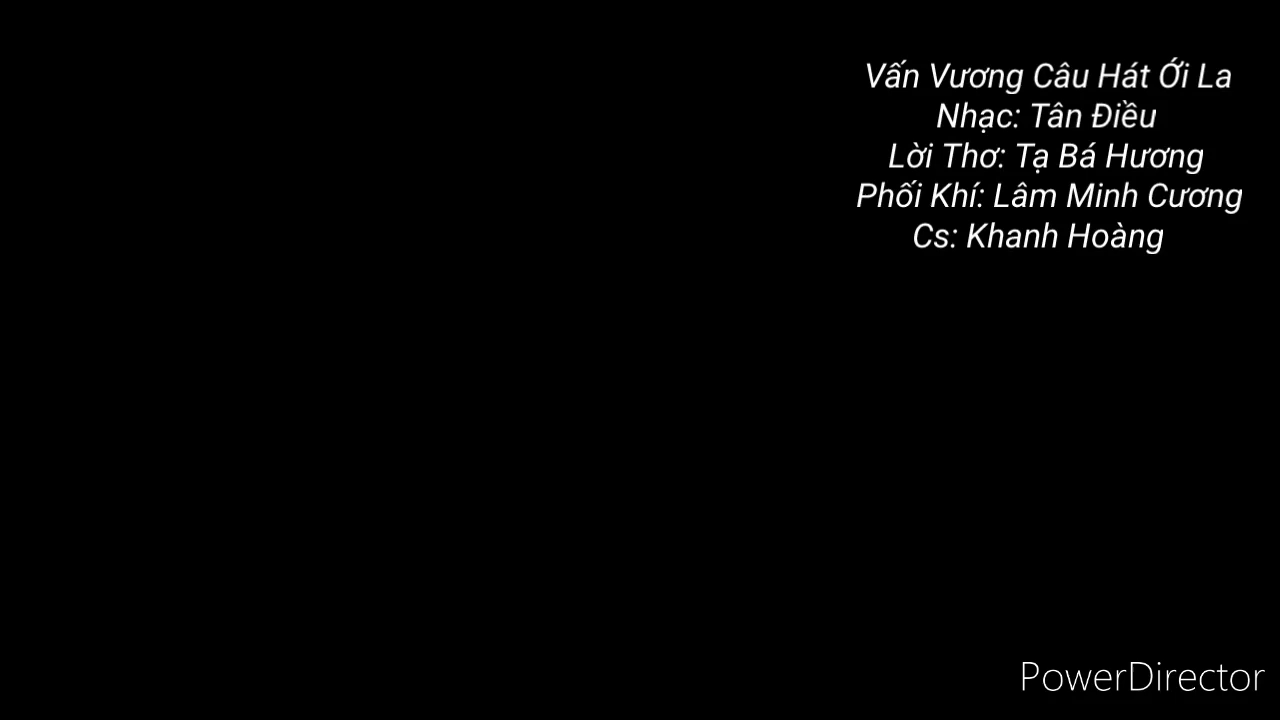 Vấn Vương Câu Hát Ới La
Nhạc: Tân Điều
Lời Thơ: Tạ Bá Hương
Phối Khí: Lâm Minh Cương
Cs: Khanh Hoàng
PowerDirector